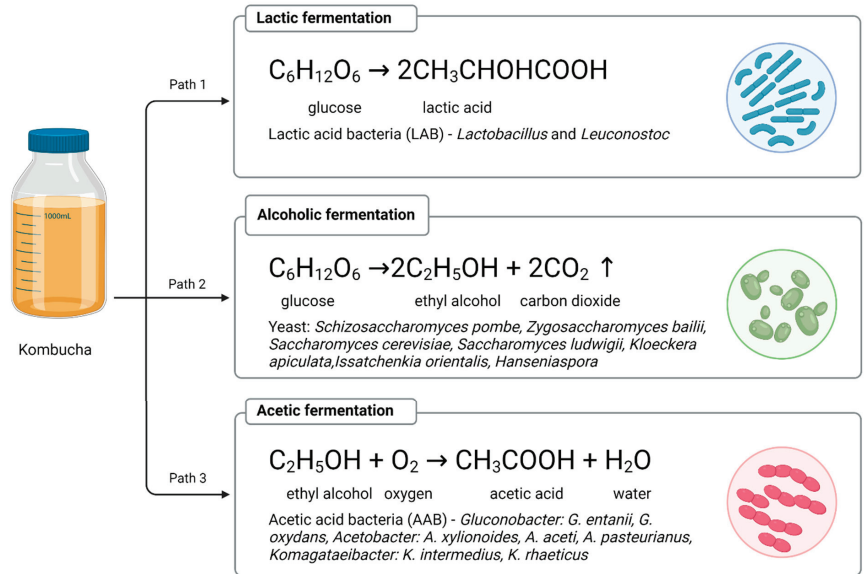 Lactic fermentation
C₆H₁₂O₆ → 2CH₃CHOHCOOH
glucose lactic acid
Lactic acid bacteria (LAB) - Lactobacillus and Leuconostoc
Path 1
1000mL
Kombucha
Path 2
Alcoholic fermentation
C₆H₁₂O₆ →2C₂H₅OH + 2CO₂ ↑
glucose ethyl alcohol carbon dioxide
Yeast: Schizosaccharomyces pombe, Zygosaccharomyces bailii,
Saccharomyces cerevisiae, Saccharomyces ludwigii, Kloeckera
apiculata,Issatchenkia orientalis, Hanseniaspora
Path 3
Acetic fermentation
C₂H₅OH + O₂ → CH₃COOH + H₂O
ethyl alcohol oxygen acetic acid water
Acetic acid bacteria (AAB) - Gluconobacter: G. entanii, G.
oxydans, Acetobacter: A. xylionoides, A. aceti, A. pasteurianus,
Komagataeibacter: K. intermedius, K. rhaeticus